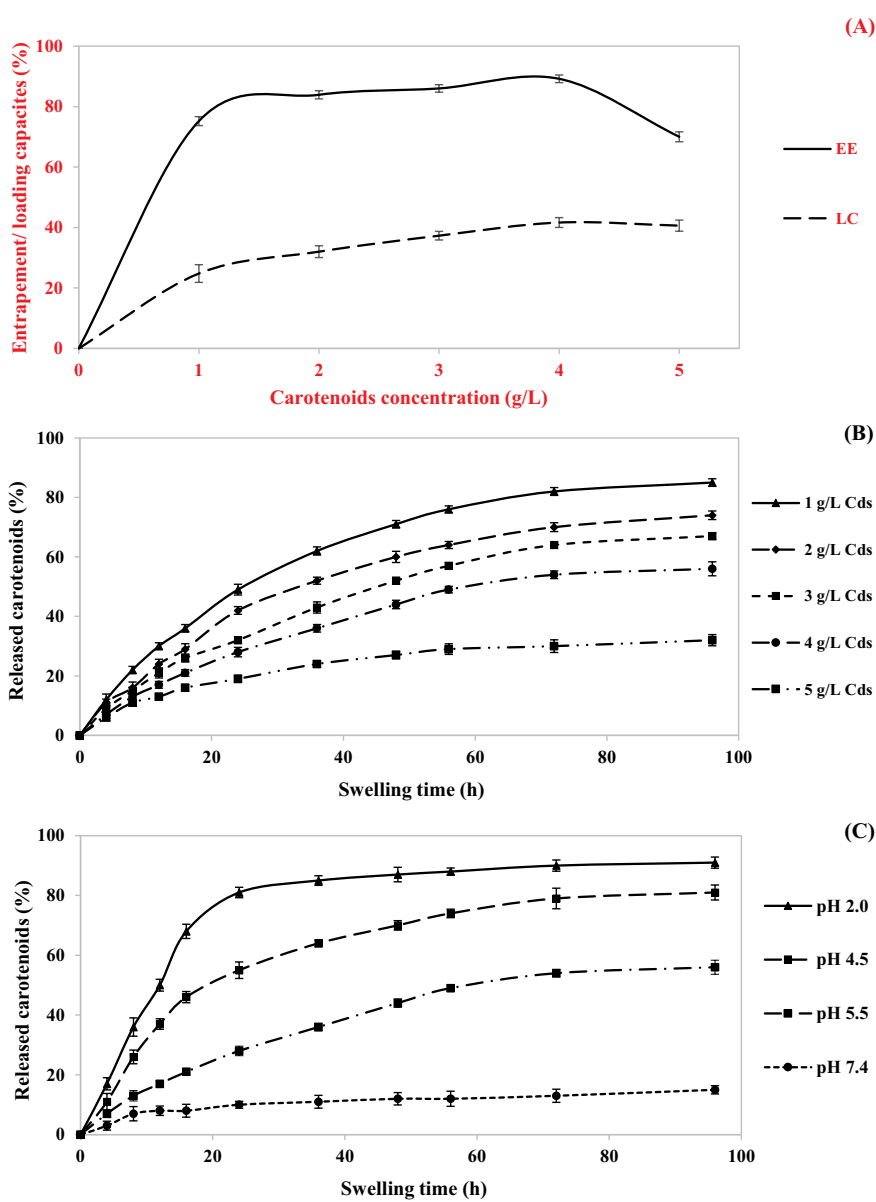 (A)
Entrapement/ loading capacites (%)
100
80
60
40
20
0
0 1 2 3 4 5
Carotenoids concentration (g/L)
EE
LC
(B)
Released carotenoids (%)
100
80
60
40
20
0
0 20 40 60 80 100
Swelling time (h)
1 g/L Cds
2 g/L Cds
3 g/L Cds
4 g/L Cds
5 g/L Cds
(C)
Released carotenoids (%)
100
80
60
40
20
0
0 20 40 60 80 100
Swelling time (h)
pH 2.0
pH 4.5
pH 5.5
pH 7.4